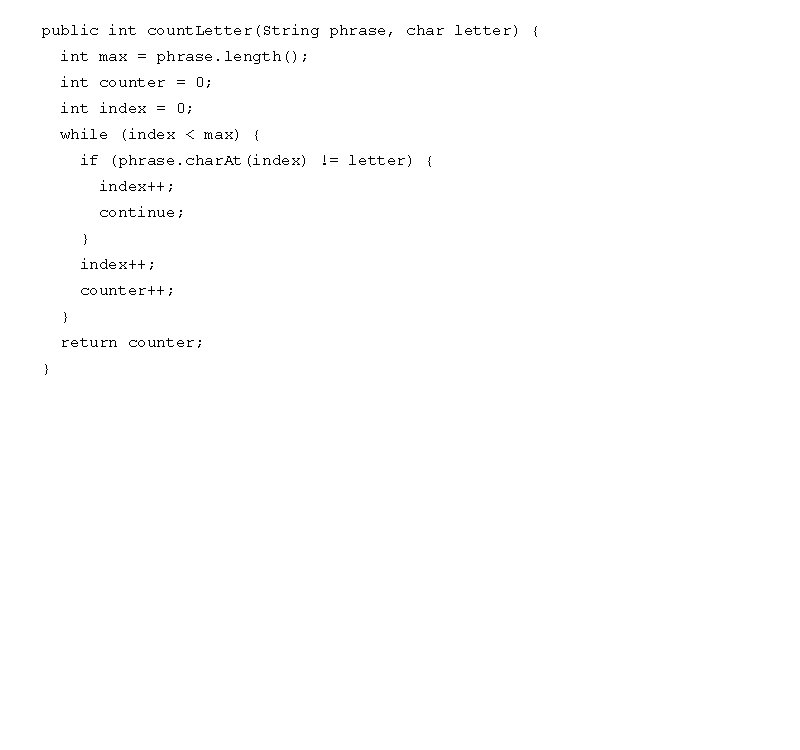 public int countLetter(String phrase, char letter) {
  int max = phrase.length();
  int counter = 0;
  int index = 0;
  while (index < max) {
    if (phrase.charAt(index) != letter) {
      index++;
      continue;
    }
    index++;
    counter++;
  }
  return counter;
}